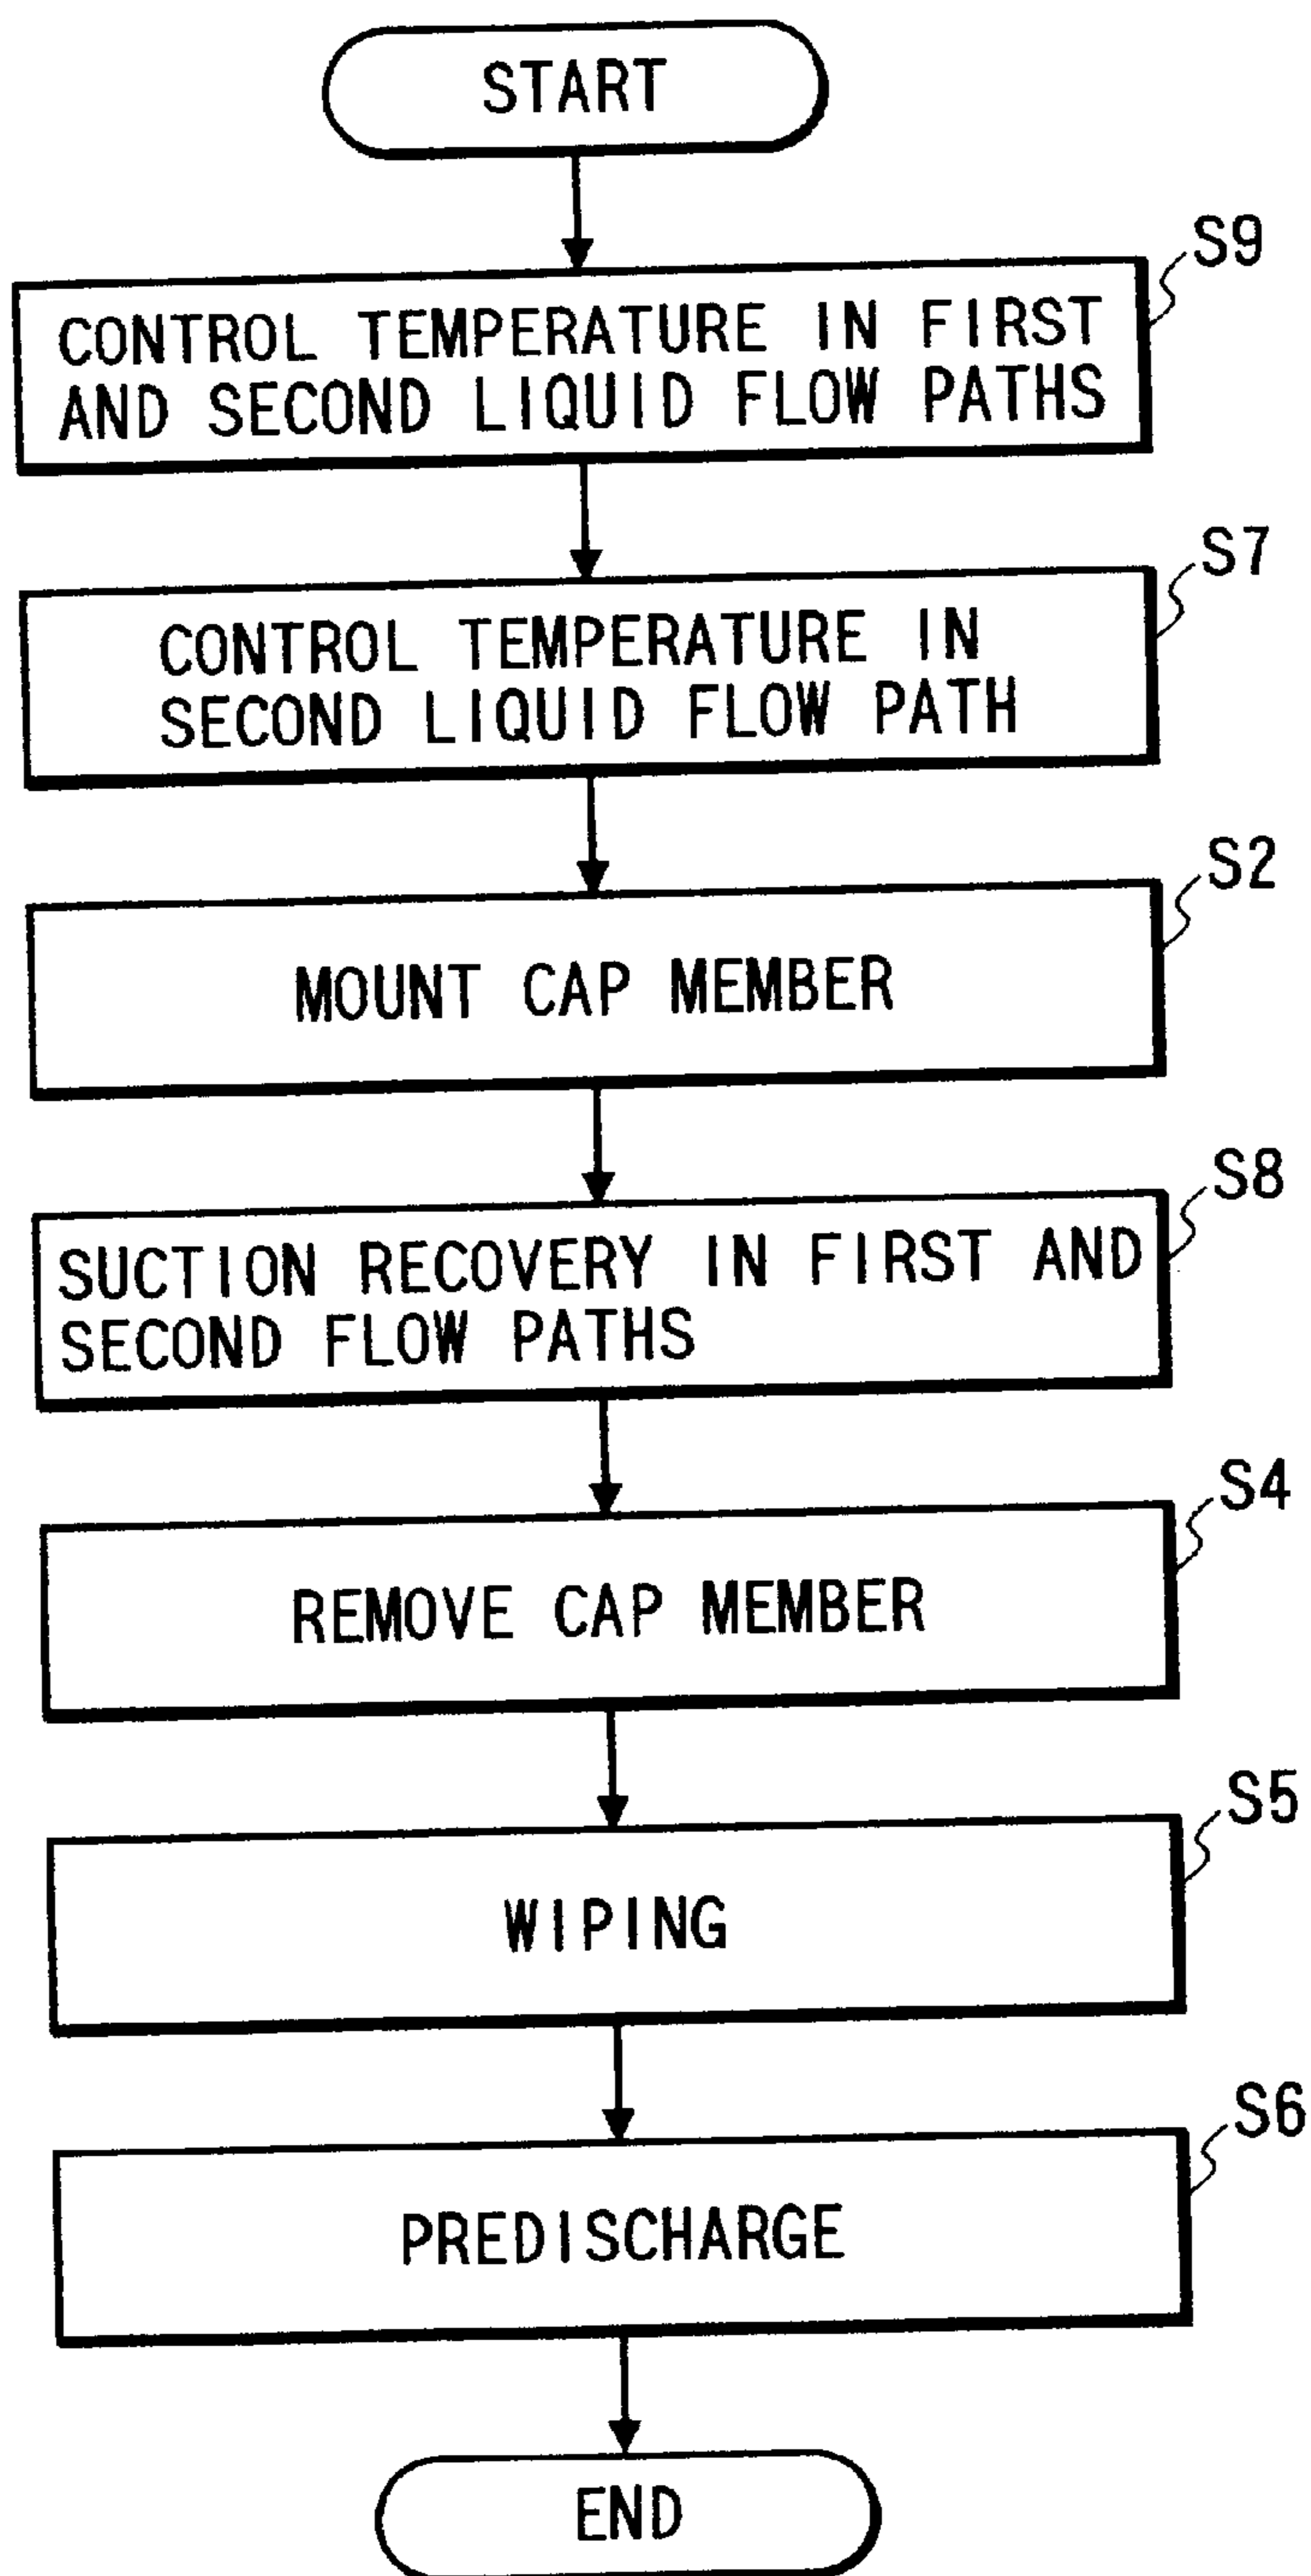 START
S9
CONTROL TEMPERATURE IN FIRST
AND SECOND LIQUID FLOW PATHS
S7
CONTROL TEMPERATURE IN
SECOND LIQUID FLOW PATH
S2
MOUNT CAP MEMBER
S8
SUCTION RECOVERY IN FIRST AND
SECOND FLOW PATHS
S4
REMOVE CAP MEMBER
S5
WIPING
S6
PREDISCHARGE
END